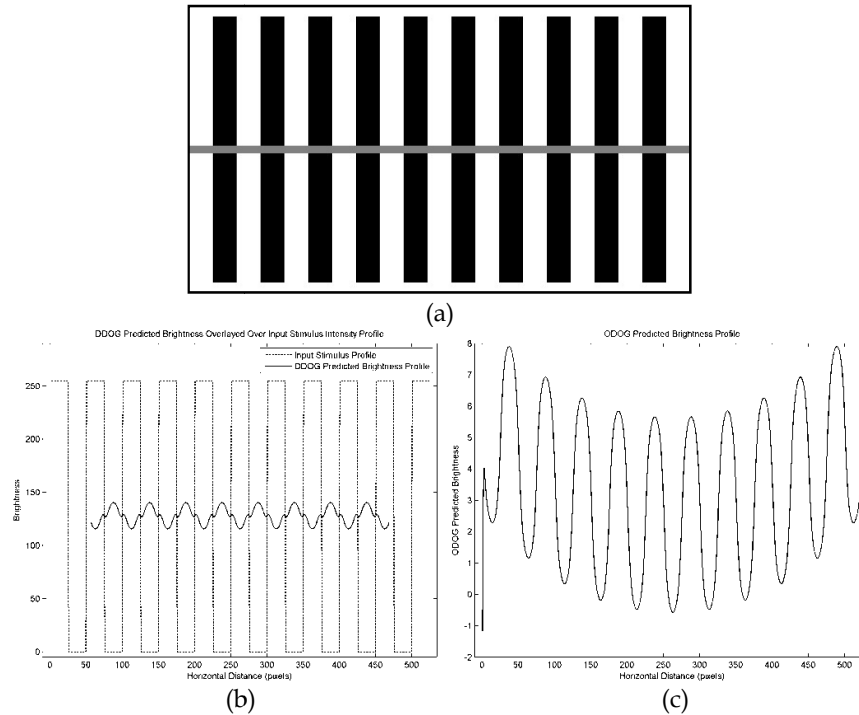 (a)
DDOG Predicted Brightness Overlayed Over Input Stimulus Intensity Profile
Input Stimulus Profile
DDOG Predicted Brightness Profile
250
200
150
100
50
0
Brightness
0 50 100 150 200 250 300 350 400 450 500
Horizontal Distance (pixels)
(b)
ODOG Predicted Brightness Profile
8
7
6
5
4
3
2
1
0
-1
-2
ODOG Predicted Brightness
0 50 100 150 200 250 300 350 400 450 500
Horizontal Distance (pixels)
(c)